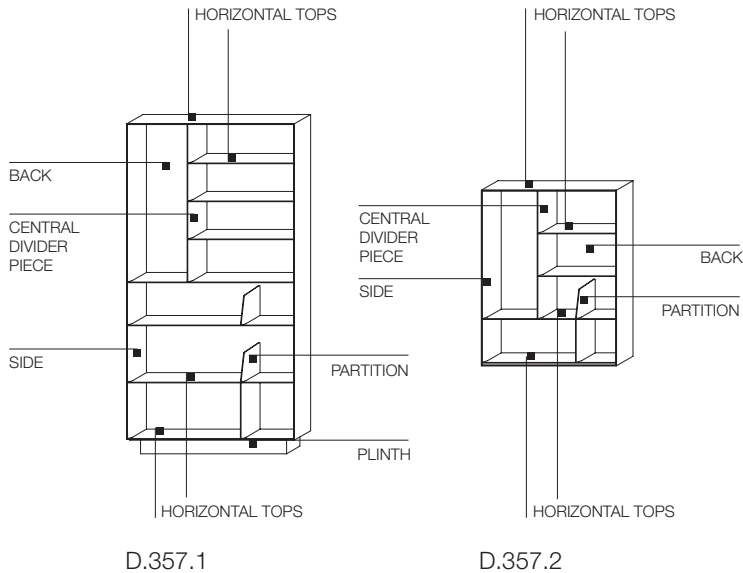 HORIZONTAL TOPS
BACK
CENTRAL
DIVIDER
PIECE
SIDE
PARTITION
PLINTH
HORIZONTAL TOPS
D.357.1
HORIZONTAL TOPS
CENTRAL
DIVIDER
PIECE
BACK
SIDE
PARTITION
HORIZONTAL TOPS
D.357.2